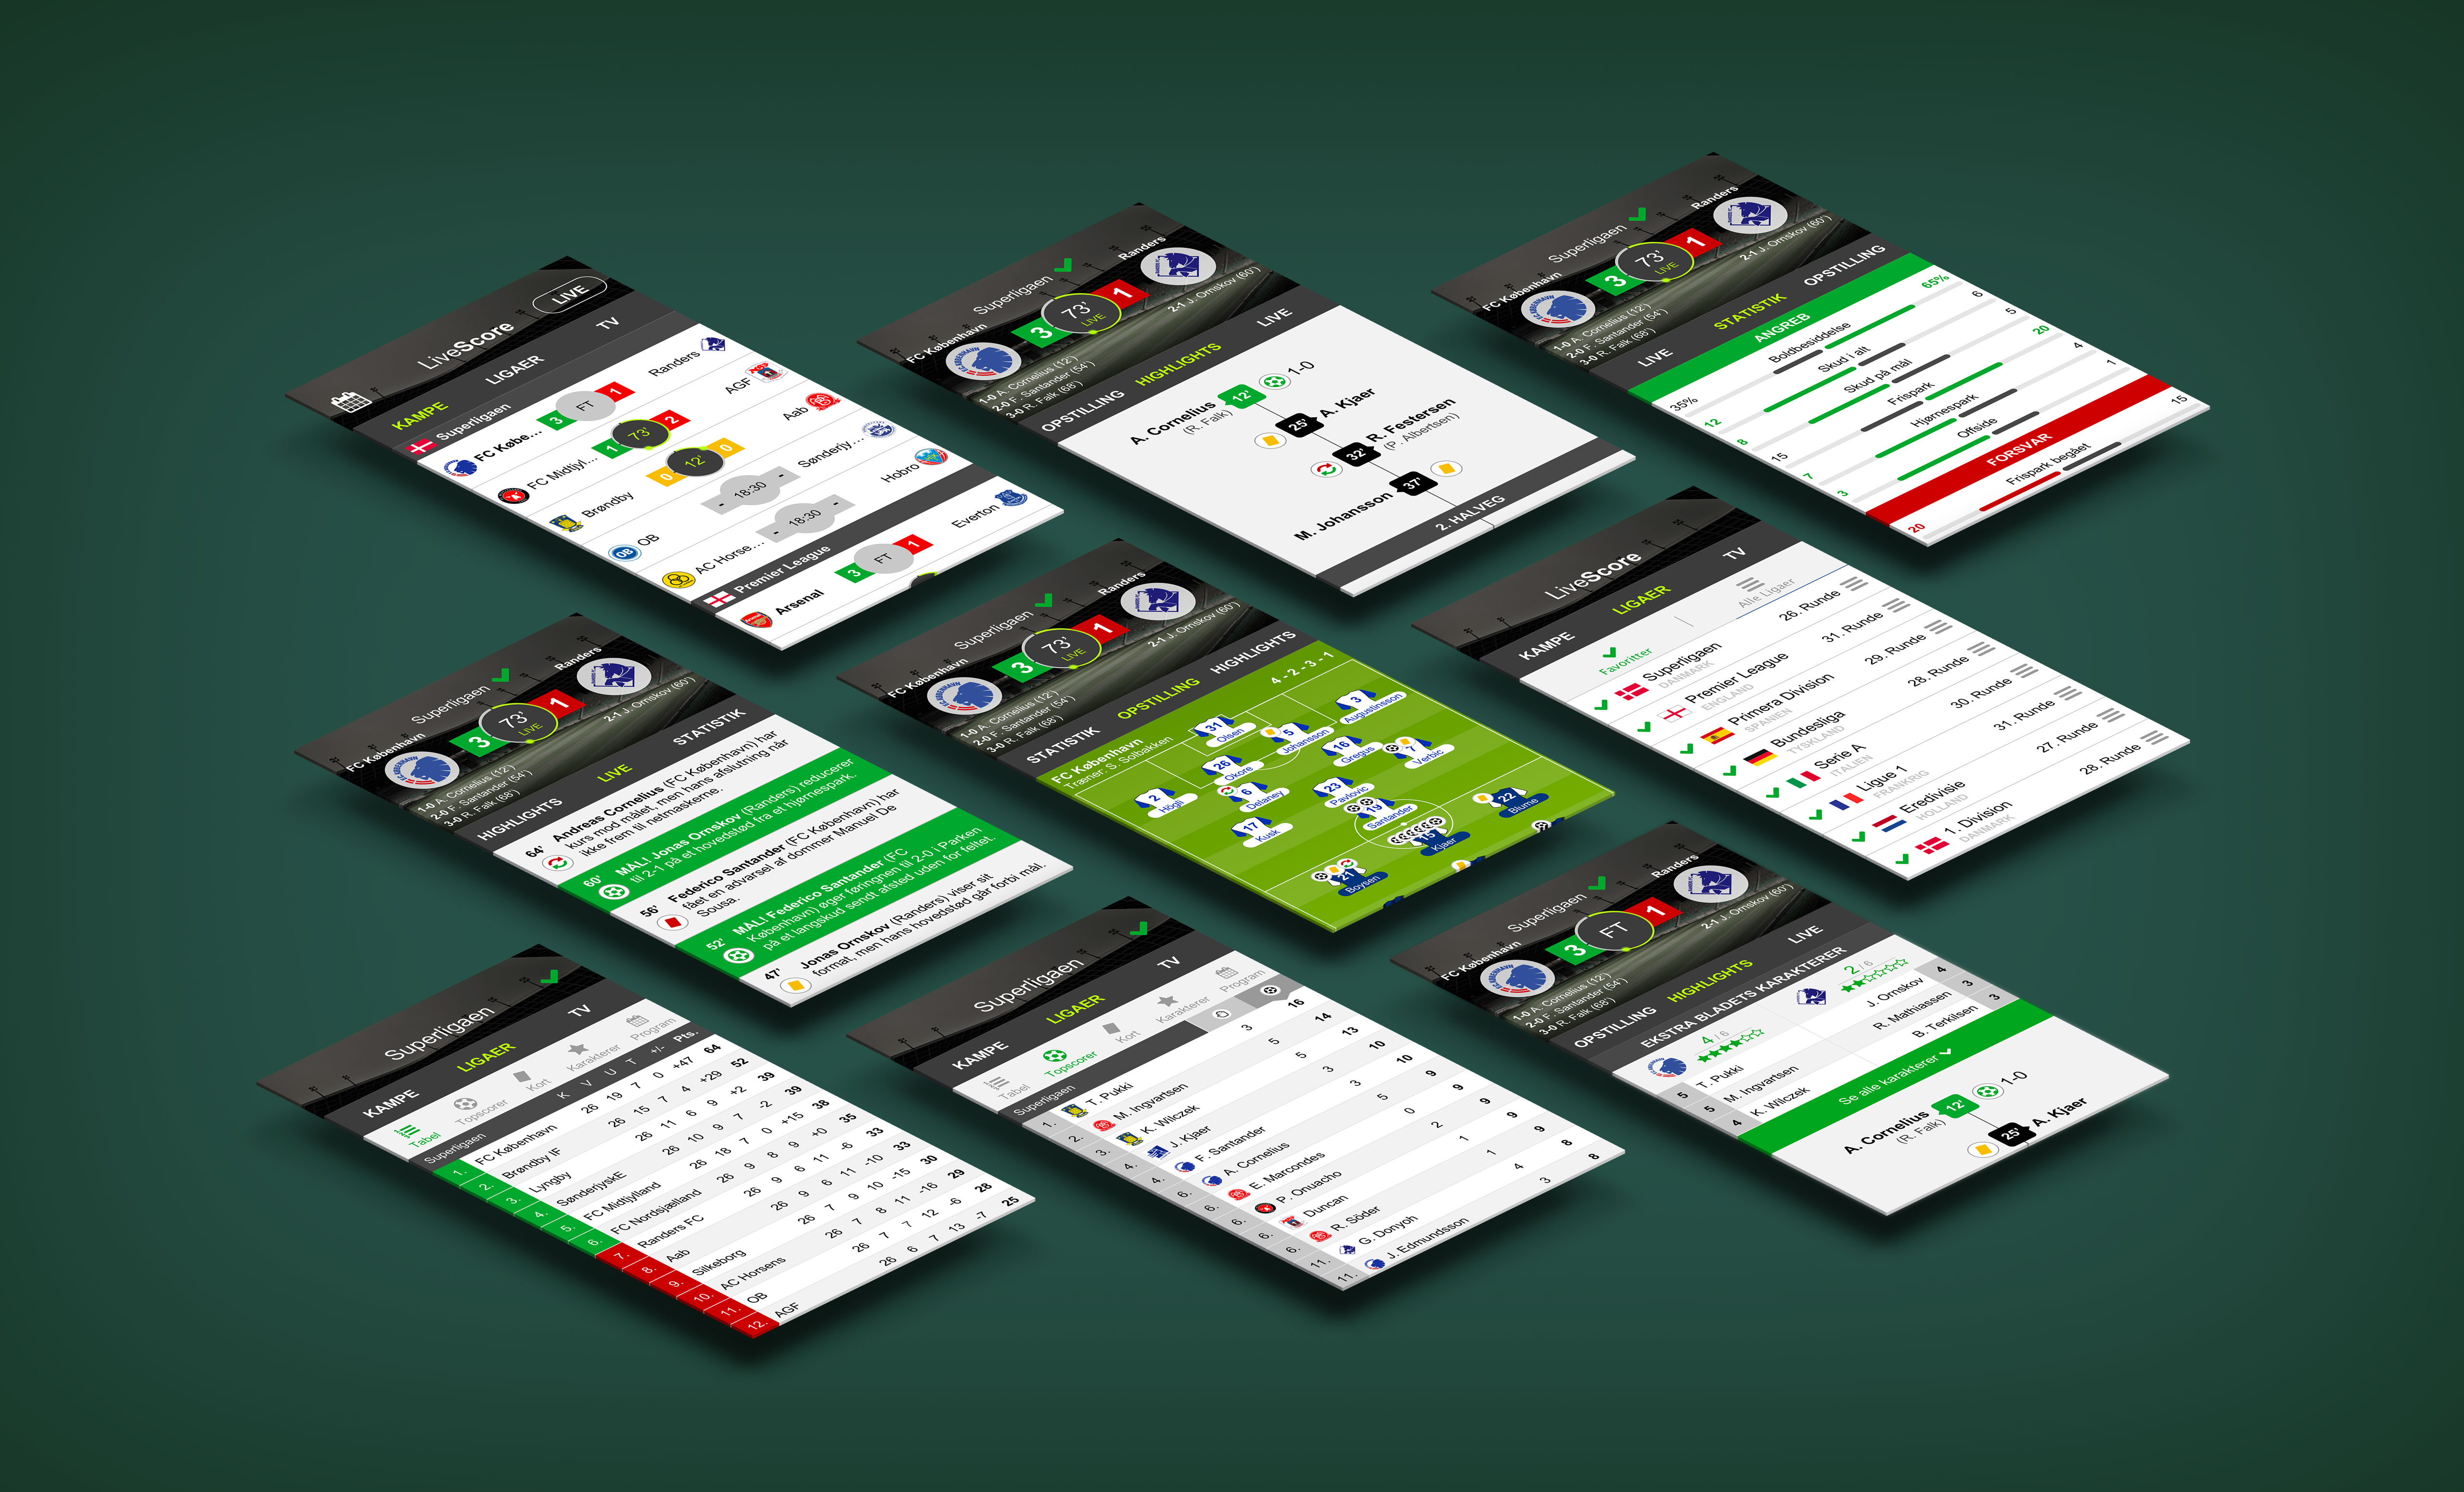 LiveScore
LIVE
KAMPE LIGAER TV
Superligaen
FC Købe... 3 FT 1 Randers
FC Midtjyl... 1 73' 2 AGF
Brøndby 0 12' 0 Aab
OB - 18:30 - Sønderjy...
AC Horse... - 18:30 - Hobro
Premier League
Arsenal 3 FT 1 Everton
Superligaen
FC København 3 73' LIVE 1 Randers
1-0 A. Cornelius (12')
2-0 F. Santander (54')
3-0 R. Falk (68')
2-1 J. Ornskov (60')
OPSTILLING HIGHLIGHTS LIVE
A. Cornelius 12' 1-0
(R. Falk)
25' A. Kjaer
32' R. Festersen
(P. Albertsen)
M. Johansson 37'
2. HALVEG
Superligaen
FC København 3 73' LIVE 1 Randers
1-0 A. Cornelius (12')
2-0 F. Santander (54')
3-0 R. Falk (68')
2-1 J. Ornskov (60')
LIVE STATISTIK OPSTILLING
ANGREB
35% Boldbesiddelse 65%
12 Skud i alt 6
8 Skud på mål 5
15 Frispark 20
7 Hjørnespark 4
3 Offside 1
FORSVAR
20 Frispark begået 15
Superligaen
FC København 3 73' LIVE 1 Randers
1-0 A. Cornelius (12')
2-0 F. Santander (54')
3-0 R. Falk (68')
2-1 J. Ornskov (60')
HIGHLIGHTS LIVE STATISTIK
64' Andreas Cornelius (FC København) har
kurs mod målet, men hans afslutning når
ikke frem til netmaskerne.
60' MÅL! Jonas Ornskov (Randers) reducerer
til 2-1 på et hovedstød fra et hjørnespark.
56' Federico Santander (FC København) har
fået en advarsel af dommer Manuel De
Sousa.
52' MÅL! Federico Santander (FC
København) øger føringnen til 2-0 i Parken
på et langskud sendt afsted uden for feltet.
47' Jonas Ornskov (Randers) viser sit
format, men hans hovedstød går forbi mål.
Superligaen
FC København 3 73' LIVE 1 Randers
1-0 A. Cornelius (12')
2-0 F. Santander (54')
3-0 R. Falk (68')
2-1 J. Ornskov (60')
STATISTIK OPSTILLING HIGHLIGHTS
FC København 4 - 2 - 3 - 1
Træner: S. Solbakken
31 Olsen
2 Högli
26 Okore
5 Johansson
3 Augustinsson
6 Delaney
16 Gregus
17 Kusk
23 Pavlovic
7 Verbic
19 Santander
21 Boysen
15 Kjaer
22 Blume
LiveScore
KAMPE LIGAER TV
Favoritter Alle Ligaer
Superligaen 26. Runde
DANMARK
Premier League 31. Runde
ENGLAND
Primera Division 29. Runde
SPANIEN
Bundesliga 28. Runde
TYSKLAND
Serie A 30. Runde
ITALIEN
Ligue 1 31. Runde
FRANKRIG
Eredivisie 27. Runde
HOLLAND
1. Division 28. Runde
DANMARK
Superligaen
KAMPE LIGAER TV
Tabel Topscorer Kort Karakterer Program
Superligaen K V U T +/- Pts.
1. FC København 26 19 7 0 +47 64
2. Brøndby IF 26 15 7 4 +29 52
3. Lyngby 26 11 6 9 +2 39
4. SønderjyskE 26 10 9 7 -2 39
5. FC Midtjylland 26 18 7 0 +15 38
6. FC Nordsjælland 26 9 8 9 +0 35
7. Randers FC 26 9 6 11 -6 33
8. Aab 26 9 6 11 -10 33
9. Silkeborg 26 7 9 10 -15 30
10. AC Horsens 26 7 8 11 -16 29
11. OB 26 7 7 12 -6 28
12. AGF 26 6 7 13 -7 25
Superligaen
KAMPE LIGAER TV
Tabel Topscorer Kort Karakterer Program
Superligaen
1. T. Pukki 3 16
2. M. Ingvartsen 5 14
3. K. Wilczek 5 13
4. J. Kjaer 3 10
4. F. Santander 3 10
6. A. Cornelius 5 9
6. E. Marcondes 0 9
6. P. Onuacho 2 9
6. Duncan 1 9
6. R. Söder 1 9
11. G. Donyoh 4 8
11. J. Edmundsson 3 8
Superligaen
FC København 3 FT 1 Randers
1-0 A. Cornelius (12')
2-0 F. Santander (54')
3-0 R. Falk (68')
2-1 J. Ornskov (60')
OPSTILLING HIGHLIGHTS LIVE
EKSTRA BLADETS KARAKTERER
4 / 6 2 / 6
5 T. Pukki J. Ornskov 4
5 M. Ingvartsen R. Mathiassen 3
4 K. Wilczek B. Terkilsen 3
Se alle karakterer
A. Cornelius 12' 1-0
(R. Falk)
25' A. Kjaer